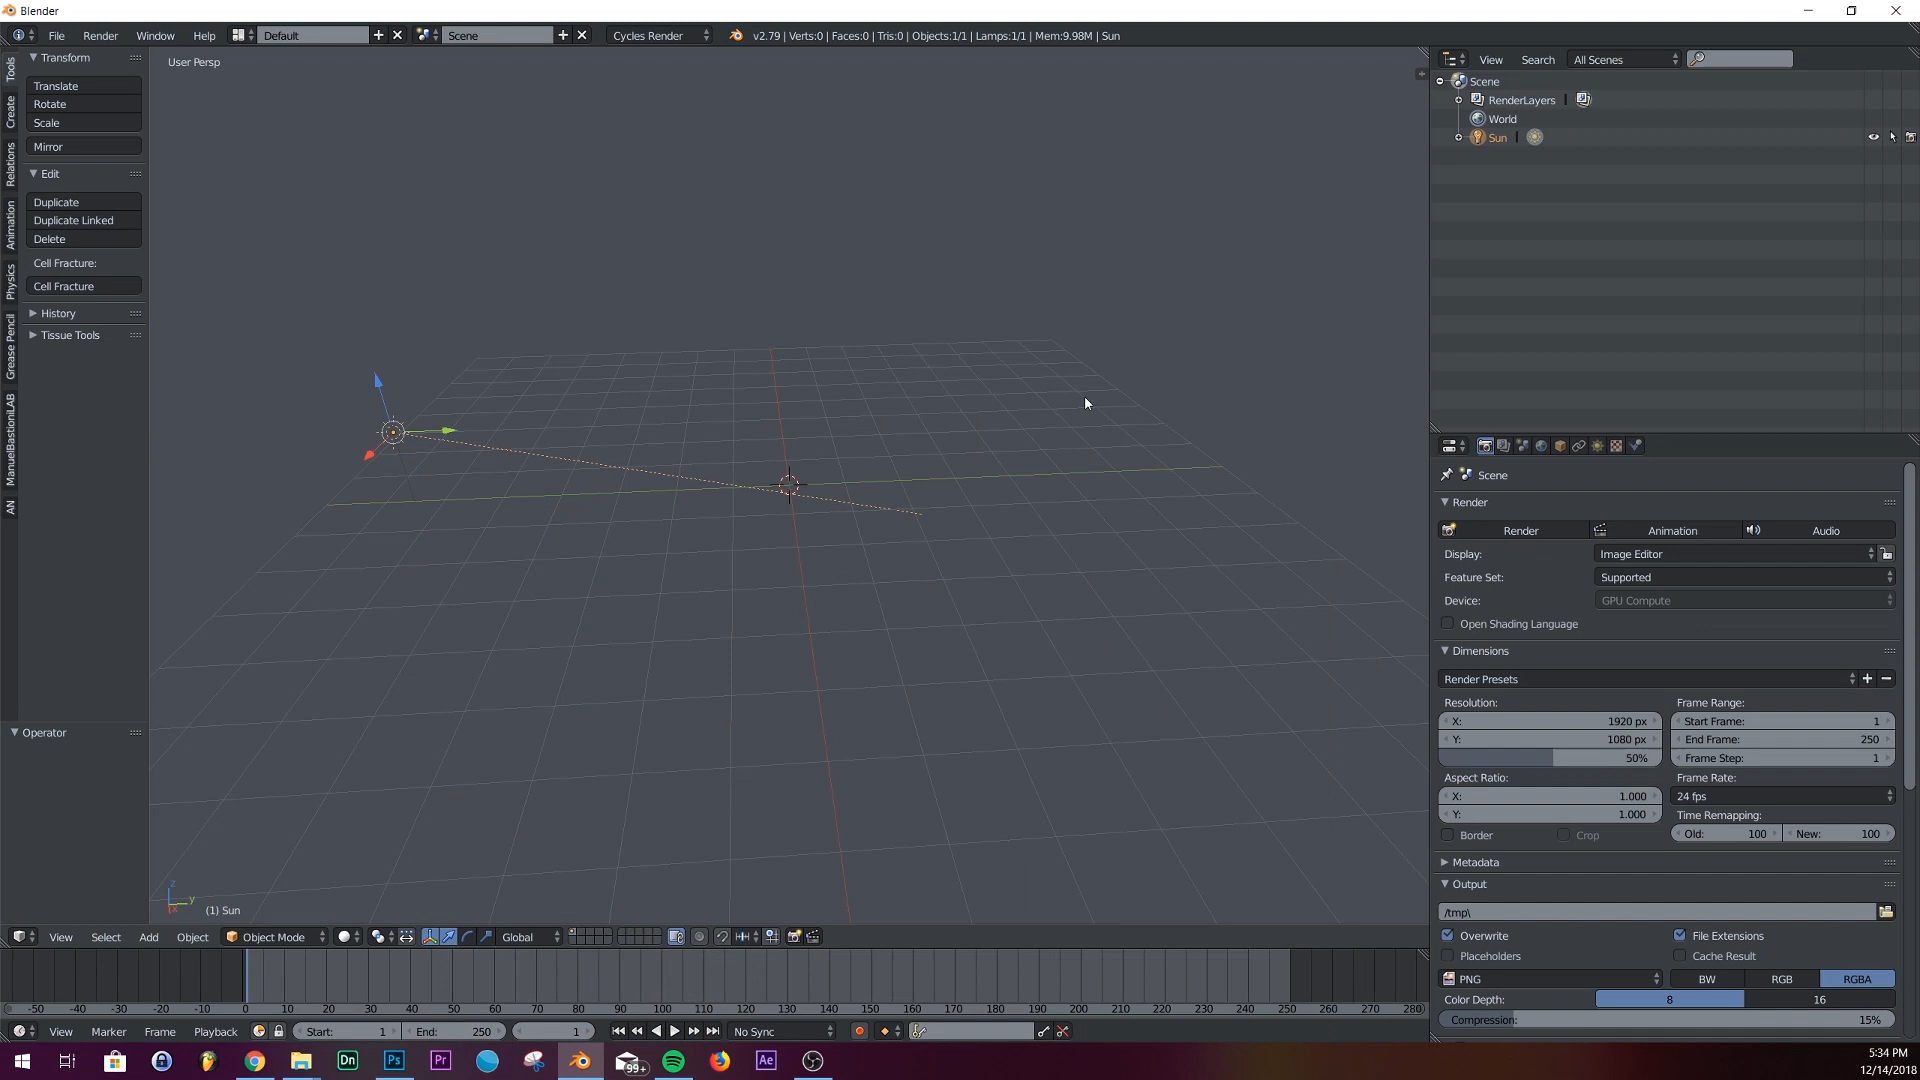 Blender
File Render Window Help Default Scene Cycles Render v2.79 | Verts:0 | Faces:0 | Tris:0 | Objects:1/1 | Lamps:1/1 | Mem:9.98M | Sun
Tools
Create
Relations
Animation
Physics
Grease Pencil
ManuelBastioniLAB
AN
Transform
Translate
Rotate
Scale
Mirror
Edit
Duplicate
Duplicate Linked
Delete
Cell Fracture:
Cell Fracture
History
Tissue Tools
Operator
User Persp
z
y
x
(1) Sun
View Search All Scenes
Scene
RenderLayers |
World
Sun |
Scene
Render
Render Animation Audio
Display: Image Editor
Feature Set: Supported
Device: GPU Compute
Open Shading Language
Dimensions
Render Presets
Resolution: Frame Range:
X: 1920 px Start Frame: 1
Y: 1080 px End Frame: 250
50% Frame Step: 1
Aspect Ratio: Frame Rate:
X: 1.000 24 fps
Y: 1.000 Time Remapping:
Border Crop Old: 100 New: 100
Metadata
Output
/tmp\
Overwrite File Extensions
Placeholders Cache Result
PNG BW RGB RGBA
Color Depth: 8 16
Compression: 15%
View Select Add Object Object Mode Global
-50 -40 -30 -20 -10 0 10 20 30 40 50 60 70 80 90 100 110 120 130 140 150 160 170 180 190 200 210 220 230 240 250 260 270 280
View Marker Frame Playback Start: 1 End: 250 1 No Sync
Dn Ps Pr 99+ Ae
5:34 PM
12/14/2018